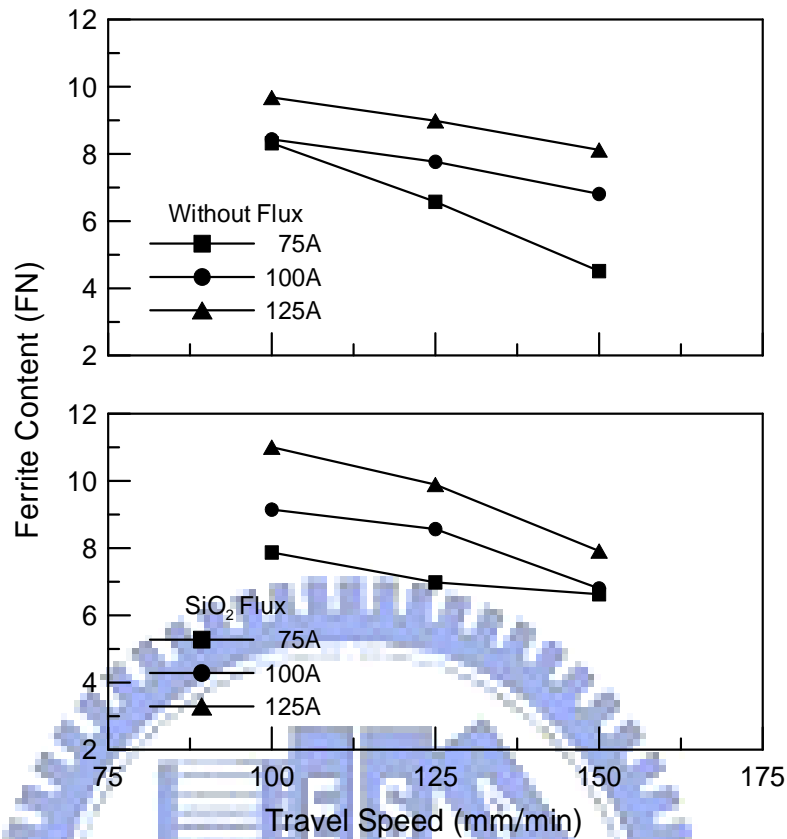 12
10
8
6
4
2
Without Flux
75A
100A
125A
Ferrite Content (FN)
12
10
8
6
4
2
SiO₂ Flux
75A
100A
125A
75 100 125 150 175
Travel Speed (mm/min)